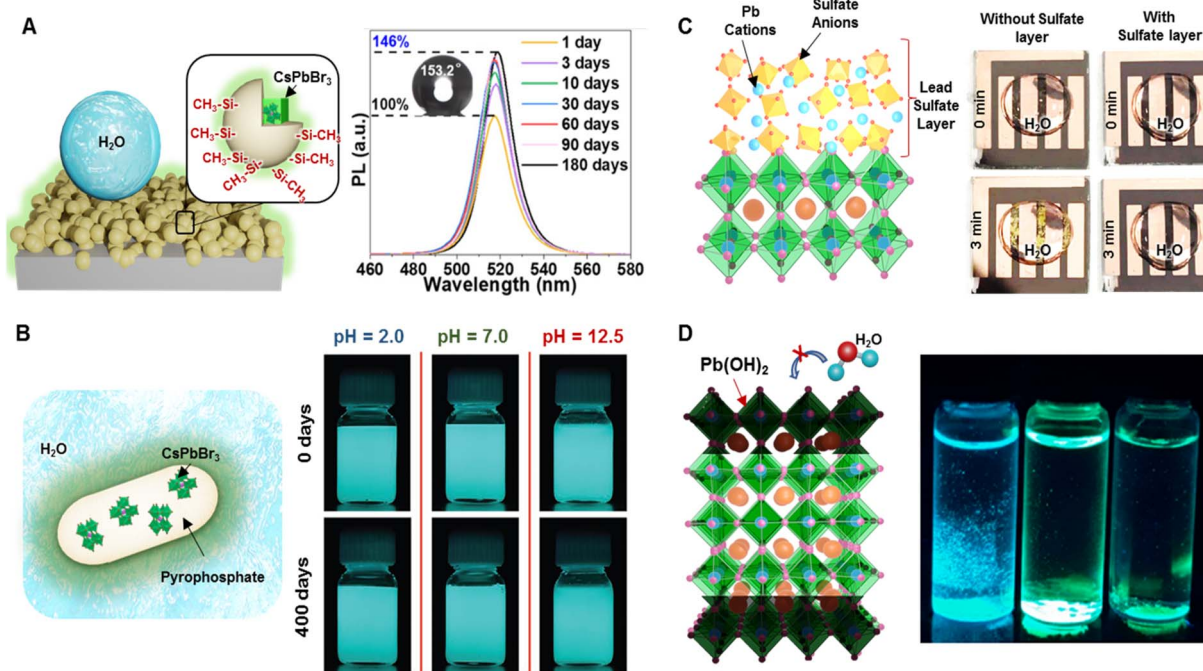 A
CsPbBr3
H2O
CH3-Si-
CH3-Si-
CH3-Si-
CH3-Si-
CH3-Si-
-Si-CH3
-Si-CH3
-Si-CH3
146%
100%
153.2°
1 day
3 days
10 days
30 days
60 days
90 days
180 days
PL (a.u.)
460 480 500 520 540 560 580
Wavelength (nm)
B
H2O
CsPbBr3
Pyrophosphate
pH = 2.0 pH = 7.0 pH = 12.5
0 days
400 days
C
Pb
Cations
Sulfate
Anions
Lead
Sulfate
Layer
Without Sulfate
layer
With
Sulfate layer
0 min
H2O
0 min
H2O
3 min
H2O
3 min
H2O
D
Pb(OH)2
H2O